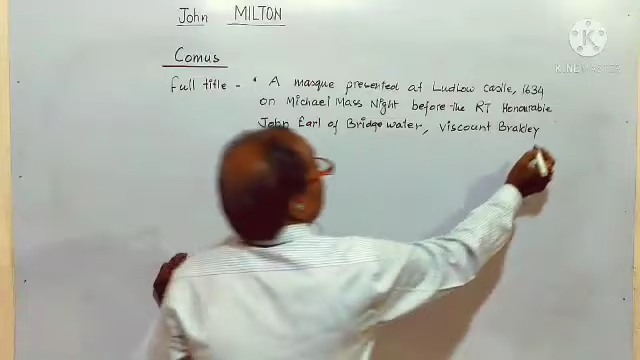 John MILTON
K
KINEMASTER
Comus
Full title - " A masque presented at Ludlow Castle, 1634
on Michael Mass Night before the RT Honourable
John Earl of Bridgewater, Viscount Brakley